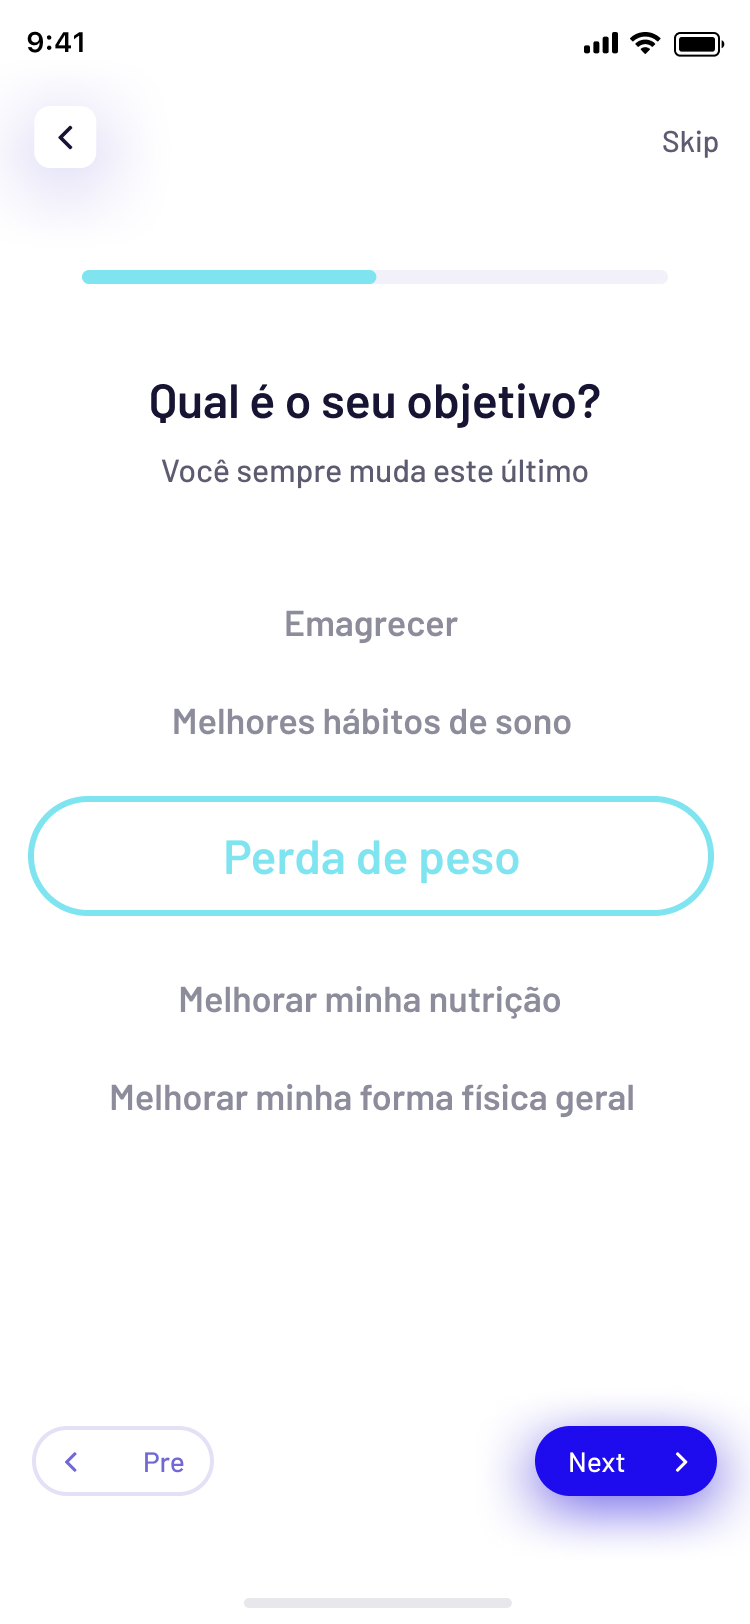 9:41
Skip
Qual é o seu objetivo?
Você sempre muda este último
Emagrecer
Melhores hábitos de sono
Perda de peso
Melhorar minha nutrição
Melhorar minha forma física geral
Pre
Next